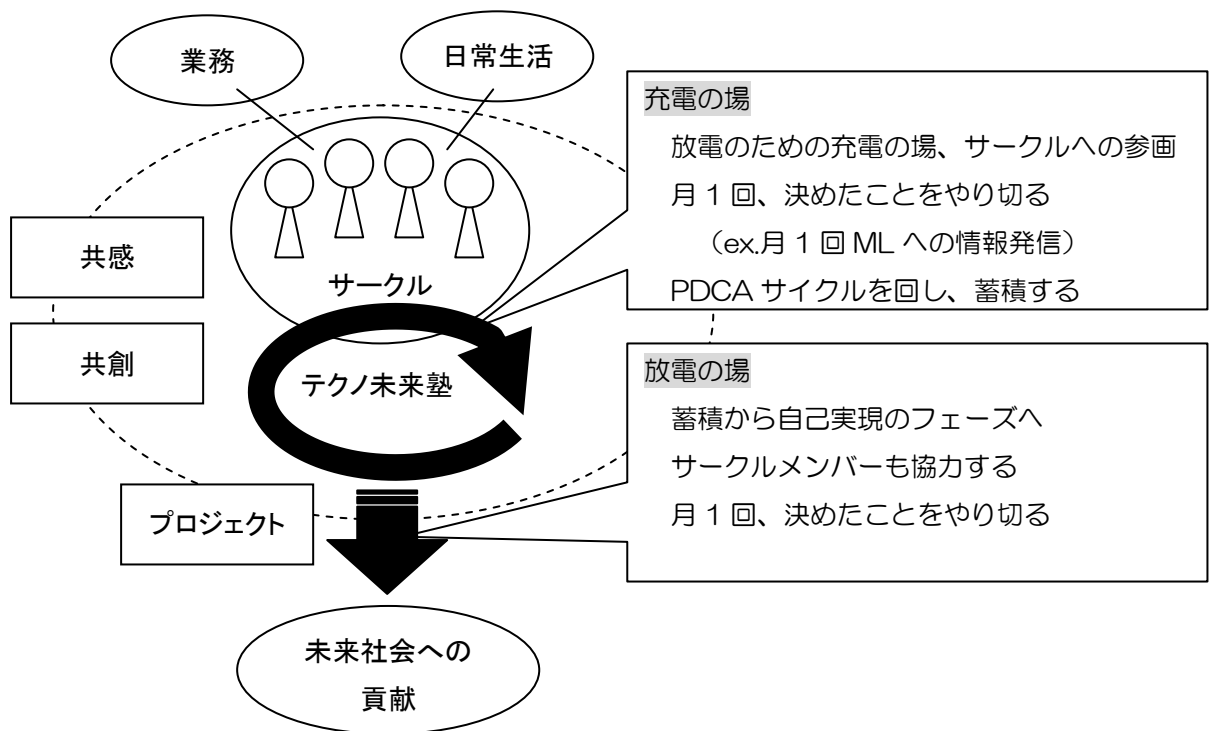 業務
日常生活
サークル
共感
共創
テクノ未来塾
プロジェクト
未来社会への
貢献
充電の場
放電のための充電の場、サークルへの参画
月１回、決めたことをやり切る
（ex.月１回 ML への情報発信）
PDCA サイクルを回し、蓄積する
放電の場
蓄積から自己実現のフェーズへ
サークルメンバーも協力する
月１回、決めたことをやり切る